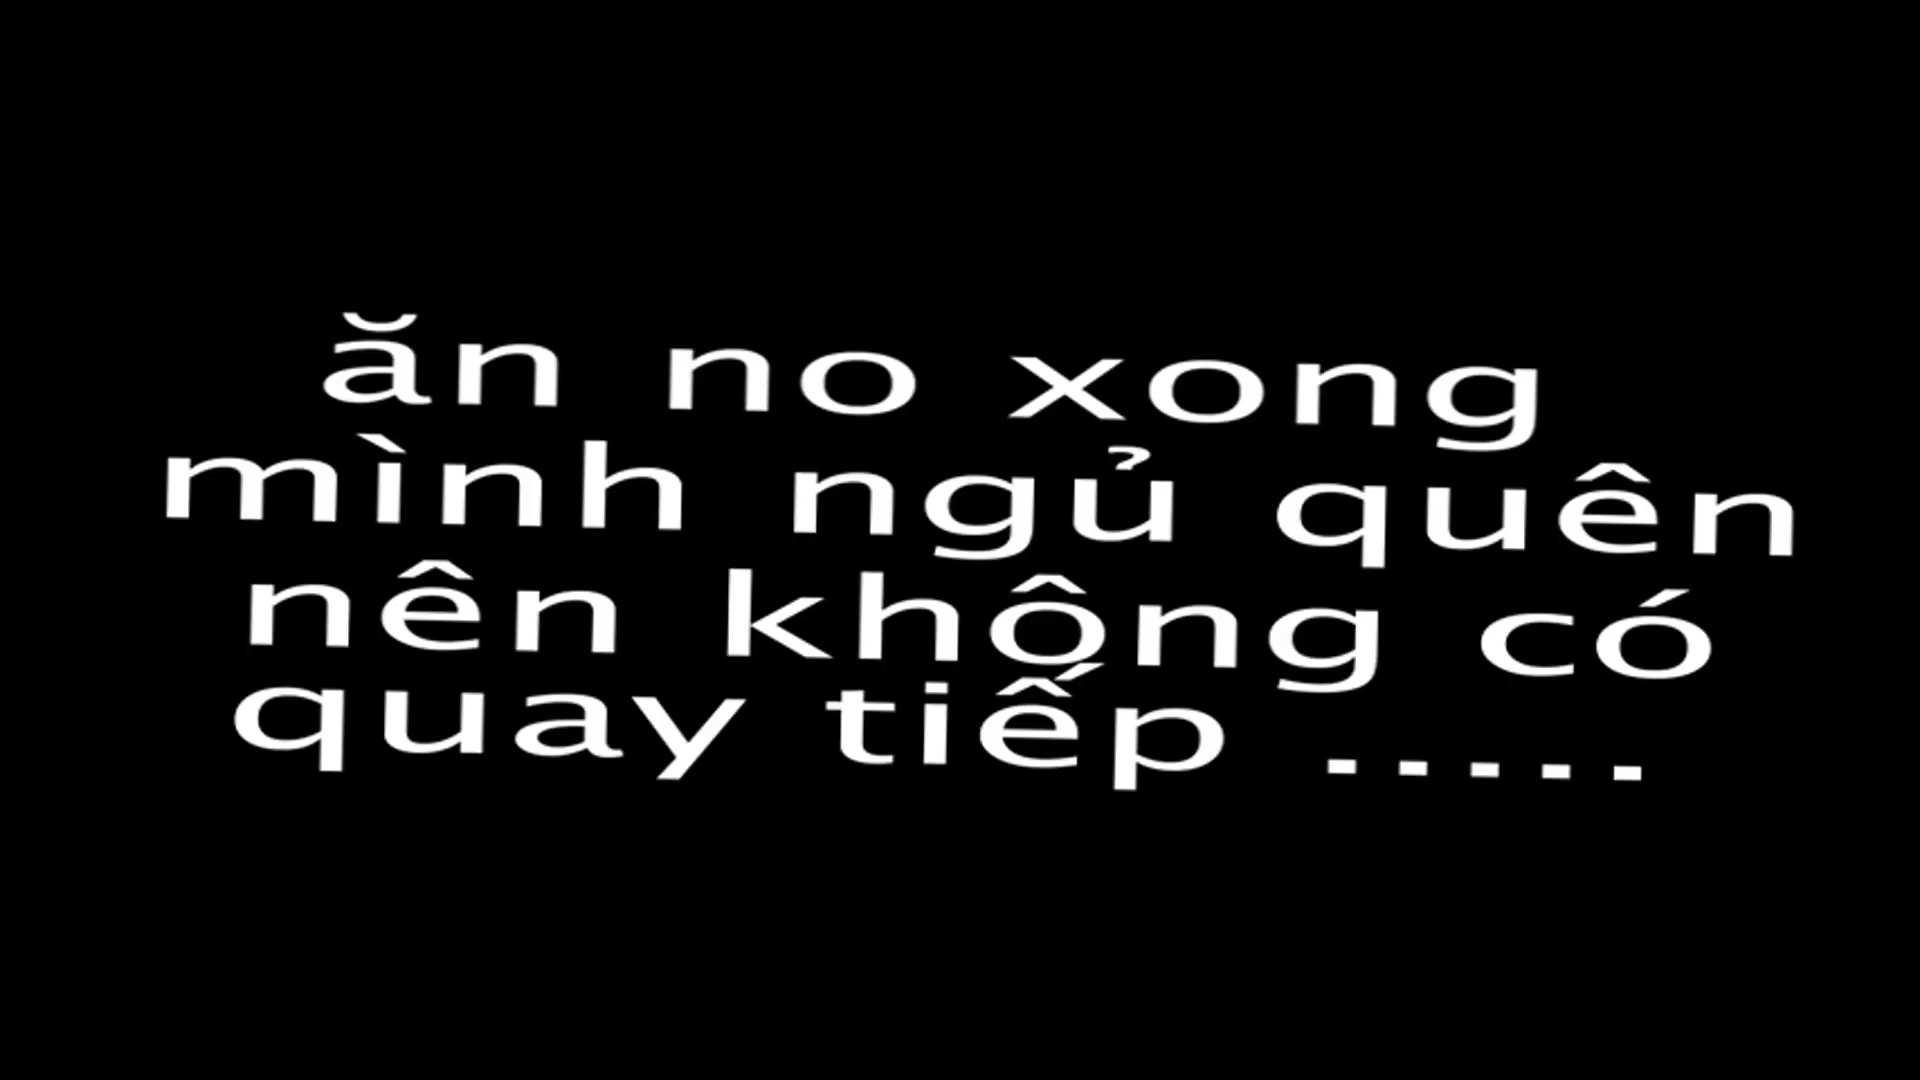 ăn no xong
mình ngủ quên
nên không có
quay tiếp .....